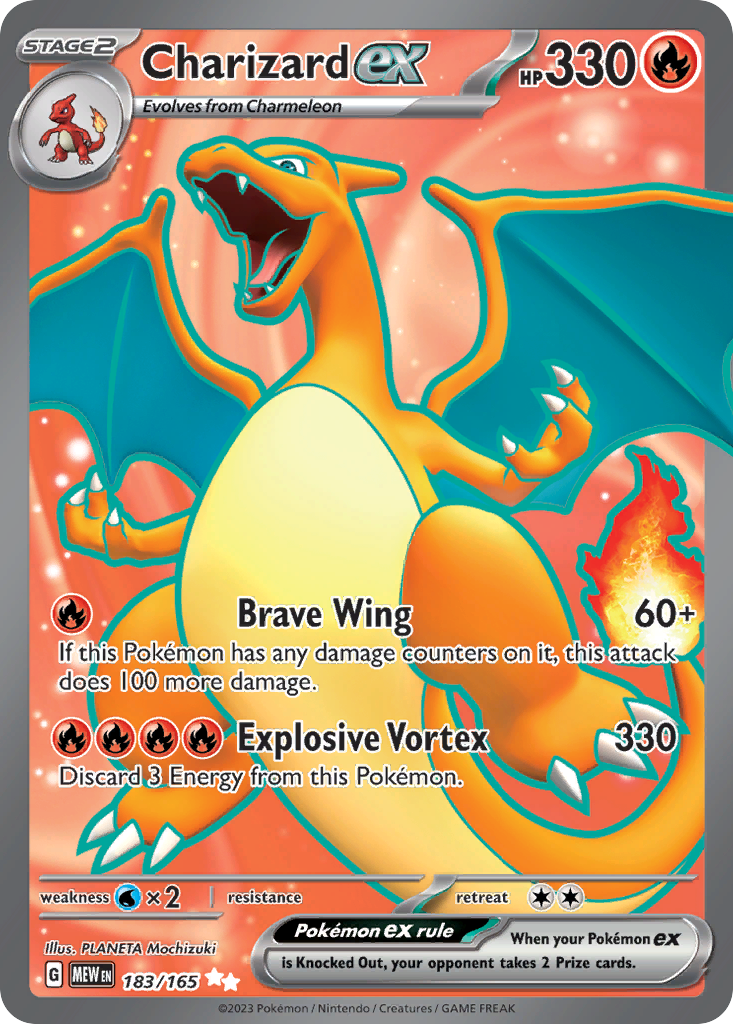 STAGE2 Charizard ex HP330
Evolves from Charmeleon
Brave Wing 60+
If this Pokémon has any damage counters on it, this attack
does 100 more damage.
Explosive Vortex 330
Discard 3 Energy from this Pokémon.
weakness ×2 resistance retreat
Pokémon ex rule When your Pokémon ex
is Knocked Out, your opponent takes 2 Prize cards.
Illus. PLANETA Mochizuki
G MEW EN 183/165
©2023 Pokémon / Nintendo / Creatures / GAME FREAK